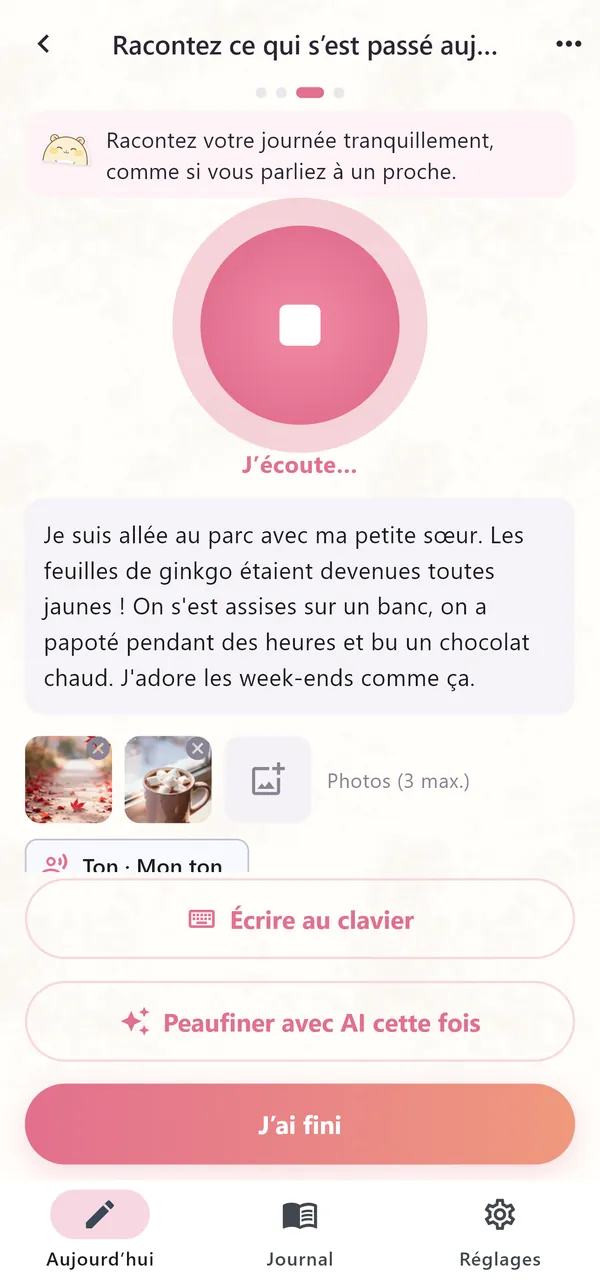 Racontez ce qui s’est passé auj...
Racontez votre journée tranquillement,
comme si vous parliez à un proche.
J’écoute...
Je suis allée au parc avec ma petite sœur. Les
feuilles de ginkgo étaient devenues toutes
jaunes ! On s'est assises sur un banc, on a
papoté pendant des heures et bu un chocolat
chaud. J'adore les week-ends comme ça.
Photos (3 max.)
Ton · Mon ton
Écrire au clavier
Peaufiner avec AI cette fois
J’ai fini
Aujourd’hui
Journal
Réglages